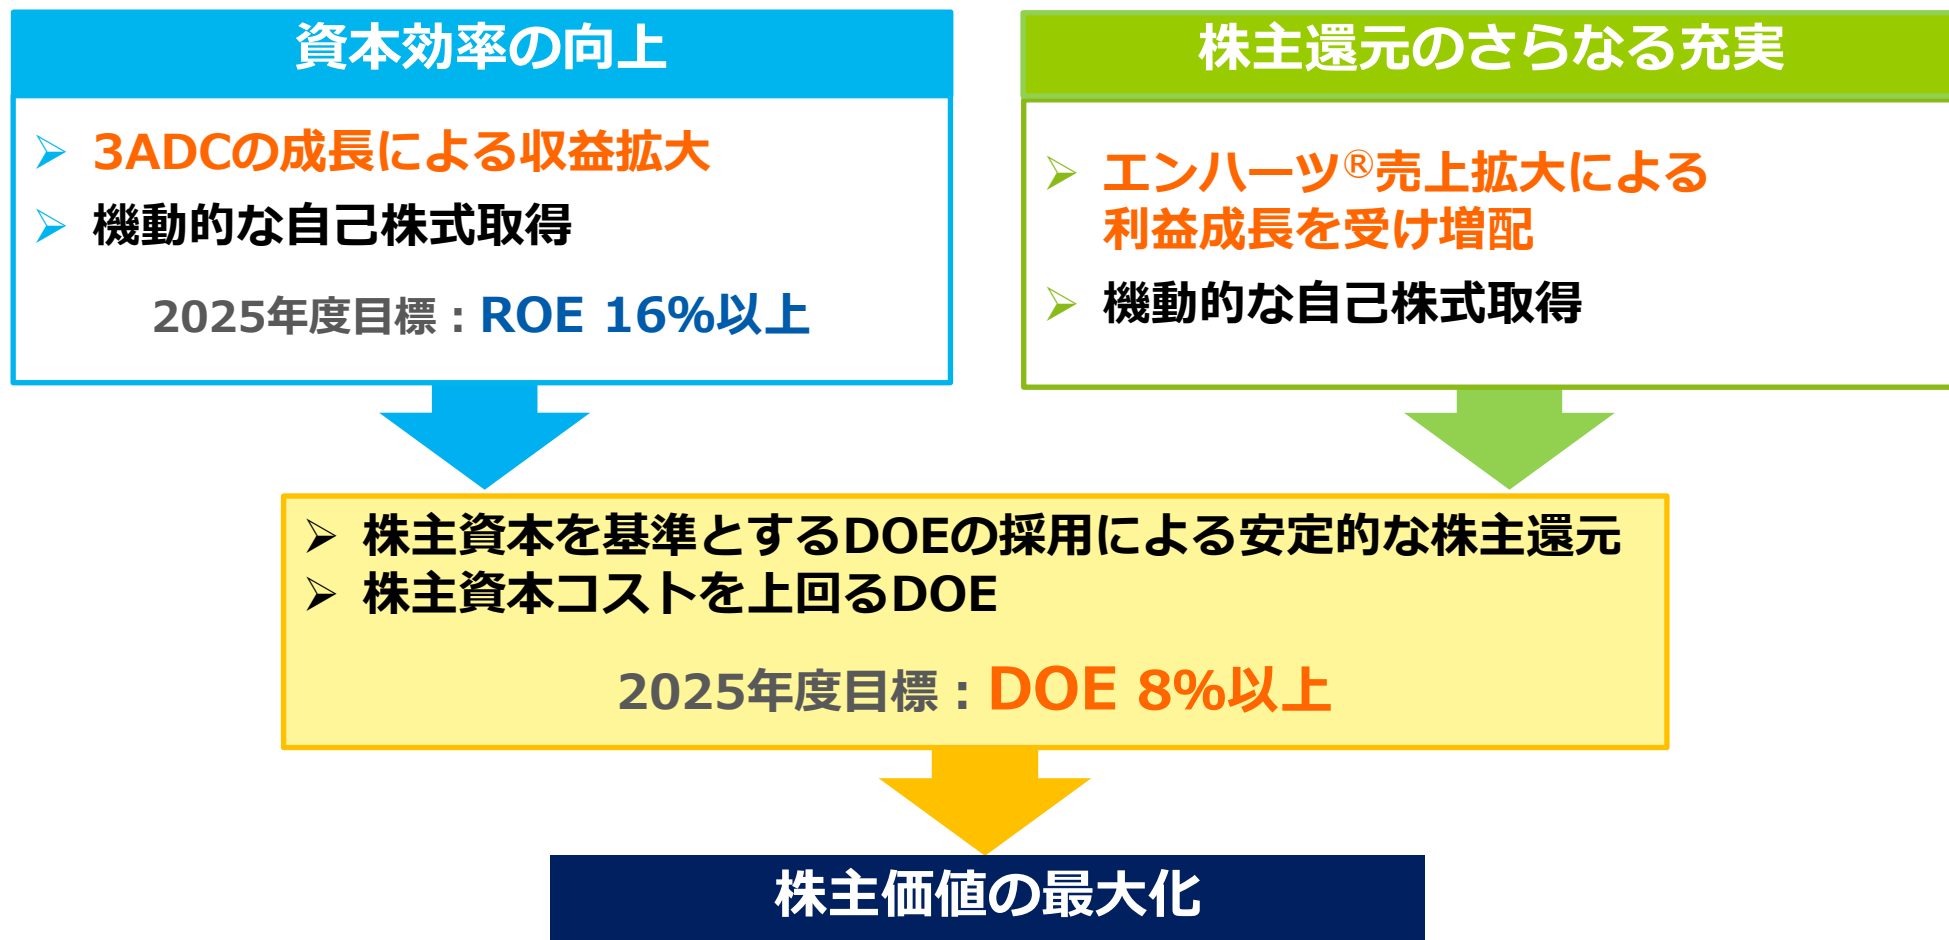 資本効率の向上
➢ 3ADCの成長による収益拡大
➢ 機動的な自己株式取得
2025年度目標：ROE 16%以上
株主還元のさらなる充実
➢ エンハーツ®売上拡大による
利益成長を受け増配
➢ 機動的な自己株式取得
➢ 株主資本を基準とするDOEの採用による安定的な株主還元
➢ 株主資本コストを上回るDOE
2025年度目標：DOE 8%以上
株主価値の最大化